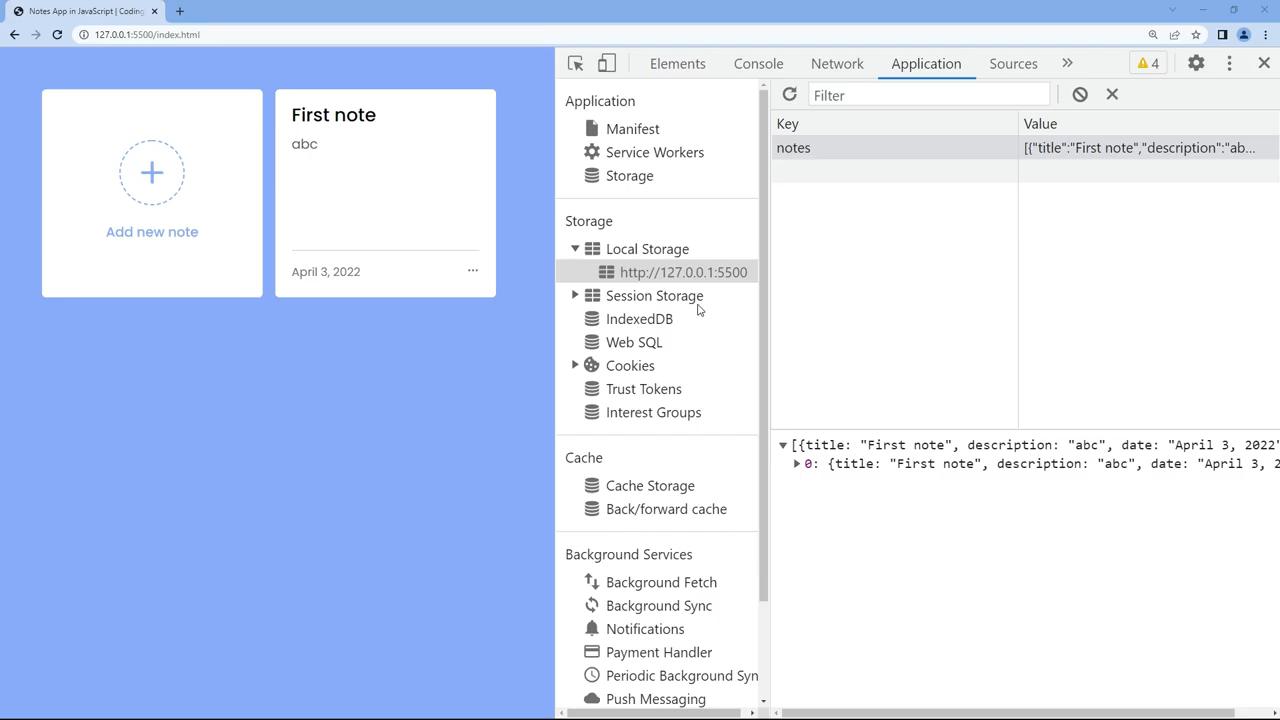 Notes App in JavaScript | Coding
127.0.0.1:5500/index.html
Elements Console Network Application Sources 4
Add new note
First note
abc
April 3, 2022
Application
Manifest
Service Workers
Storage
Storage
Local Storage
http://127.0.0.1:5500
Session Storage
IndexedDB
Web SQL
Cookies
Trust Tokens
Interest Groups
Cache
Cache Storage
Back/forward cache
Background Services
Background Fetch
Background Sync
Notifications
Payment Handler
Periodic Background Syn
Push Messaging
Filter
Key Value
notes [{"title":"First note","description":"ab...
[{title: "First note", description: "abc", date: "April 3, 2022"
0: {title: "First note", description: "abc", date: "April 3, 2